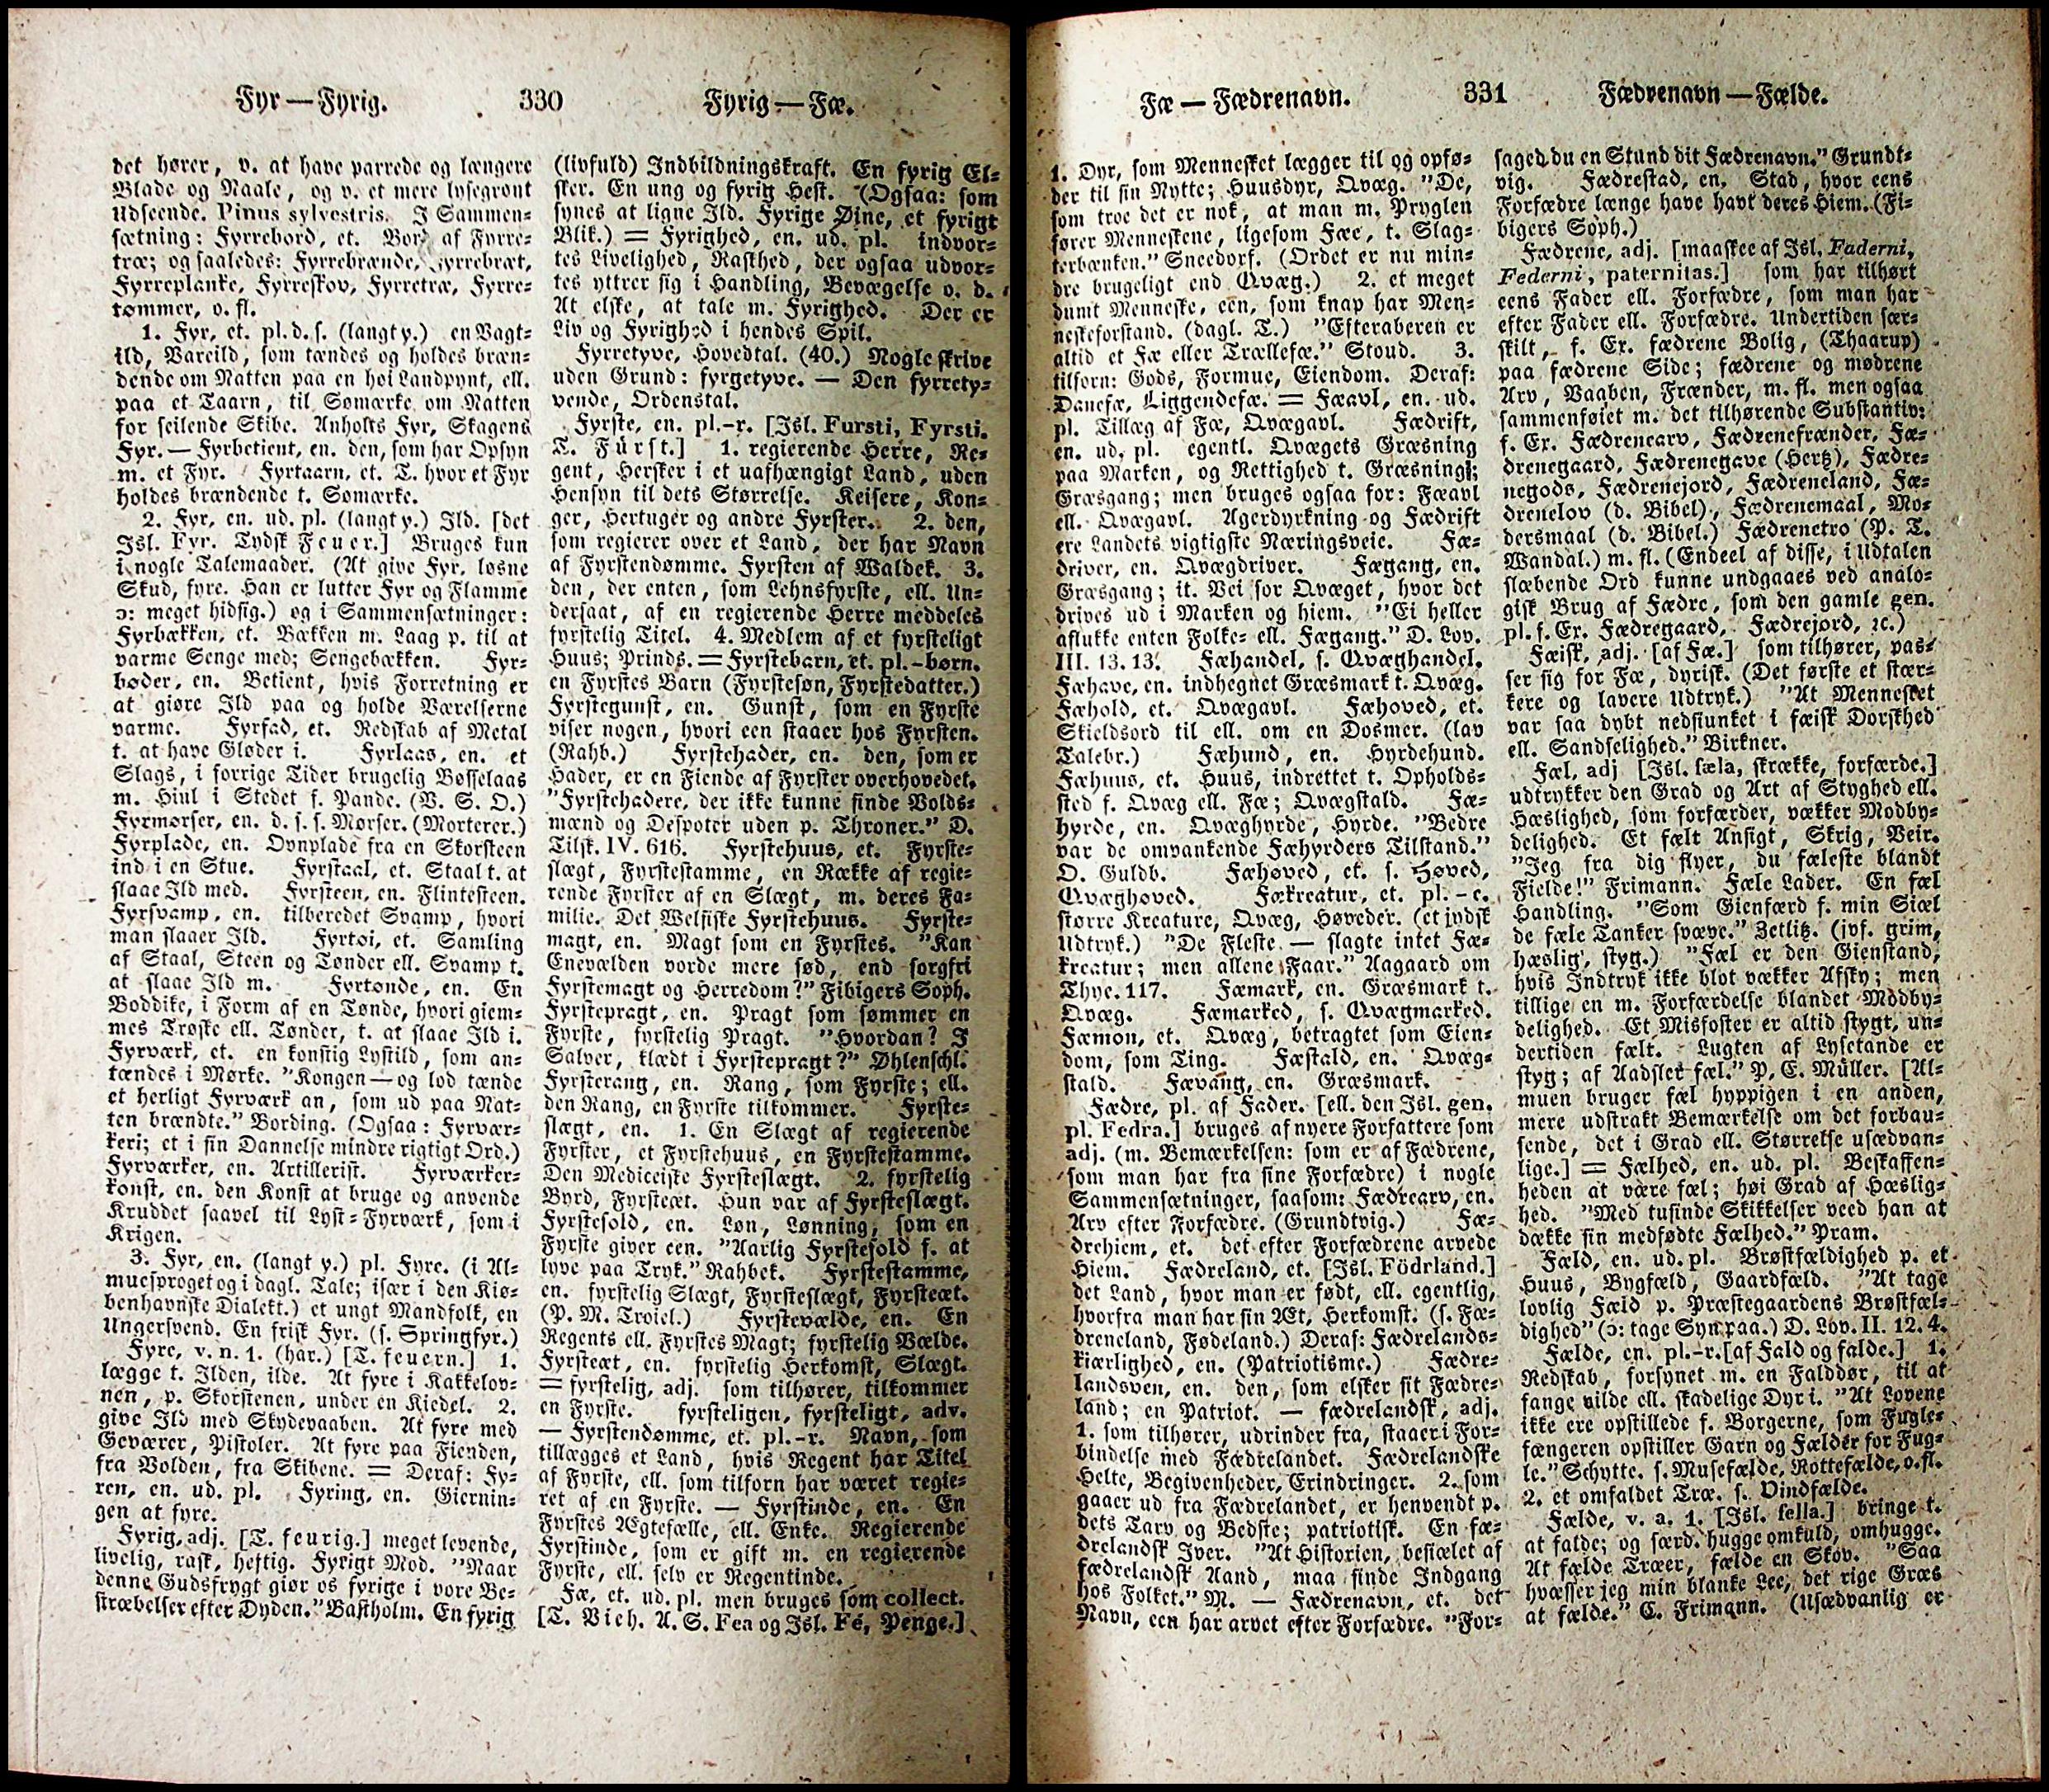 Fyr — Fyrig. 330 Fyrig — Fæ.
det hører, v. at have parrede og længere
Blade og Naale, og v. et mere lysegrønt
Udseende. Pinus sylvestris. I Sammen-
sætning: Fyrrebord, et. Bord af Fyrre-
træ; og saaledes: Fyrrebrænde, Fyrrebræt,
Fyrreplanke, Fyrreskov, Fyrretræ, Fyrre-
tømmer, o. fl.
1. Fyr, et. pl. d. s. (langt y.) en Vagt-
ild, Vareild, som tændes og holdes bræn-
dende om Natten paa en høi Landpynt, ell.
paa et Taarn, til Sømærke om Natten
for seilende Skibe. Anholts Fyr, Skagens
Fyr. — Fyrbetient, en. den, som har Opsyn
m. et Fyr. Fyrtaarn, et. T. hvor et Fyr
holdes brændende t. Sømærke.
2. Fyr, en. ud. pl. (langt y.) Ild. [det
Isl. Fyr. Tydsk Feuer.] Bruges kun
i nogle Talemaader. (At give Fyr, løsne
Skud, fyre. Han er lutter Fyr og Flamme
ɔ: meget hidsig.) og i Sammensætninger:
Fyrbækken, et. Bækken m. Laag p. til at
varme Senge med; Sengebækken. Fyr-
bøder, en. Betient, hvis Forretning er
at giøre Ild paa og holde Værelserne
varme. Fyrfad, et. Redskab af Metal
t. at have Gløder i. Fyrlaas, en. et
Slags, i forrige Tider brugelig Bøsselaas
m. Hiul i Stedet f. Pande. (V. S. O.)
Fyrmørser, en. d. s. s. Mørser. (Morterer.)
Fyrplade, en. Ovnplade fra en Skorsteen
ind i en Stue. Fyrstaal, et. Staal t. at
slaae Ild med. Fyrsteen, en. Flintesteen.
Fyrsvamp, en. tilberedet Svamp, hvori
man slaaer Ild. Fyrtøi, et. Samling
af Staal, Steen og Tønder ell. Svamp t.
at slaae Ild m. Fyrtønde, en. En
Boddike, i Form af en Tønde, hvori giem-
mes Trøske ell. Tønder, t. at slaae Ild i.
Fyrværk, et. en konstig Lystild, som an-
tændes i Mørke. "Kongen — og lod tænde
et herligt Fyrværk an, som ud paa Nat-
ten brændte." Bording. (Ogsaa: Fyrvær-
keri; et i sin Dannelse mindre rigtigt Ord.)
Fyrværker, en. Artillerist. Fyrværker-
konst, en. den Konst at bruge og anvende
Kruddet saavel til Lyst-Fyrværk, som i
Krigen.
3. Fyr, en. (langt y.) pl. Fyre. (i Al-
muesproget og i dagl. Tale; især i den Kiø-
benhavnske Dialekt.) et ungt Mandfolk, en
Ungersvend. En frisk Fyr. (s. Springfyr.)
Fyre, v. n. 1. (har.) [T. feuern.] 1.
lægge t. Ilden, ilde. At fyre i Kakkelov-
nen, p. Skorstenen, under en Kiedel. 2.
give Ild med Skydevaaben. At fyre med
Geværer, Pistoler. At fyre paa Fienden,
fra Volden, fra Skibene. = Deraf: Fy-
ren, en. ud. pl. Fyring, en. Giernin-
gen at fyre.
Fyrig, adj. [T. feurig.] meget levende,
livelig, rask, heftig. Fyrigt Mod. "Naar
denne Gudsfrygt giør os fyrige i vore Be-
stræbelser efter Dyden." Bastholm. En fyrig
(livfuld) Indbildningskraft. En fyrig El-
sker. En ung og fyrig Hest. (Ogsaa: som
synes at ligne Ild. Fyrige Øine, et fyrigt
Blik.) = Fyrighed, en. ud. pl. indvor-
tes Livelighed, Raskhed, der ogsaa udvor-
tes yttrer sig i Handling, Bevægelse o. d.
At elske, at tale m. Fyrighed. Der er
Liv og Fyrighed i hendes Spil.
Fyrretyve, Hovedtal. (40.) Nogle skrive
uden Grund: fyrgetyve. — Den fyrrety-
vende, Ordenstal.
Fyrste, en. pl. -r. [Isl. Fursti, Fyrsti.
T. Fürst.] 1. regierende Herre, Re-
gent, Hersker i et uafhængigt Land, uden
Hensyn til dets Størrelse. Keisere, Kon-
ger, Hertuger og andre Fyrster. 2. den,
som regierer over et Land, der har Navn
af Fyrstendømme. Fyrsten af Waldek. 3.
den, der enten, som Lehnsfyrste, ell. Un-
dersaat, af en regierende Herre meddeles
fyrstelig Titel. 4. Medlem af et fyrsteligt
Huus; Prinds. = Fyrstebarn, et. pl. -børn.
en Fyrstes Barn (Fyrstesøn, Fyrstedatter.)
Fyrstegunst, en. Gunst, som en Fyrste
viser nogen, hvori een staaer hos Fyrsten.
(Rahb.) Fyrstehader, en. den, som er
Hader, er en Fiende af Fyrster overhovedet.
"Fyrstehadere, der ikke kunne finde Volds-
mænd og Despoter uden p. Throner." D.
Tilsk. IV. 616. Fyrstehuus, et. Fyrste-
slægt, Fyrstestamme, en Række af regie-
rende Fyrster af en Slægt, m. deres Fa-
milie. Det Welfiske Fyrstehuus. Fyrste-
magt, en. Magt som en Fyrstes. "Kan
Enevælden vorde mere sød, end sorgfri
Fyrstemagt og Herredom?" Fibigers Soph.
Fyrstepragt, en. Pragt som sømmer en
Fyrste, fyrstelig Pragt. "Hvordan? I
Salver, klædt i Fyrstepragt?" Øhlenschl.
Fyrsterang, en. Rang, som Fyrste; ell.
den Rang, en Fyrste tilkommer. Fyrste-
slægt, en. 1. En Slægt af regierende
Fyrster, et Fyrstehuus, en Fyrstestamme.
Den Mediceiske Fyrsteslægt. 2. fyrstelig
Byrd, Fyrsteæt. Hun var af Fyrsteslægt.
Fyrstesold, en. Løn, Lønning, som en
Fyrste giver een. "Aarlig Fyrstesold f. at
lyve paa Tryk." Rahbek. Fyrstestamme,
en. fyrstelig Slægt, Fyrsteslægt, Fyrsteæt.
(P. M. Troiel.) Fyrstevælde, en. En
Regents ell. Fyrstes Magt; fyrstelig Vælde.
Fyrsteæt, en. fyrstelig Herkomst, Slægt.
= fyrstelig, adj. som tilhører, tilkommer
en Fyrste. fyrsteligen, fyrsteligt, adv.
— Fyrstendømme, et. pl. -r. Navn, som
tillægges et Land, hvis Regent har Titel
af Fyrste, ell. som tilforn har været regie-
ret af en Fyrste. — Fyrstinde, en. En
Fyrstes Ægtefælle, ell. Enke. Regierende
Fyrstinde, som er gift m. en regierende
Fyrste, ell. selv er Regentinde.
Fæ, et. ud. pl. men bruges som collect.
[T. Vieh. A. S. Fea og Isl. Fé, Penge.]
Fæ — Fædrenavn. 331 Fædrenavn — Fælde.
1. Dyr, som Mennesket lægger til og opfø-
der til sin Nytte; Huusdyr, Qvæg. "De,
som troe det er nok, at man m. Pryglen
fører Menneskene, ligesom Fæe, t. Slag-
terbænken." Sneedorf. (Ordet er nu min-
dre brugeligt end Qvæg.) 2. et meget
dumt Menneske, een, som knap har Men-
neskeforstand. (dagl. T.) "Efteraberen er
altid et Fæ eller Trællefæ." Stoud. 3.
tilforn: Gods, Formue, Eiendom. Deraf:
Danefæ, Liggendefæ. = Fæavl, en. ud.
pl. Tillæg af Fæ, Qvægavl. Fædrift,
en. ud. pl. egentl. Qvægets Græsning
paa Marken, og Rettighed t. Græsning;
Græsgang; men bruges ogsaa for: Fæavl
ell. Qvægavl. Agerdyrkning og Fædrift
ere Landets vigtigste Næringsveie. Fæ-
driver, en. Qvægdriver. Fægang, en.
Græsgang; it. Vei for Qvæget, hvor det
drives ud i Marken og hiem. "Ei heller
aflukke enten Folke- ell. Fægang." D. Lov.
III. 13. 13. Fæhandel, s. Qvæghandel.
Fæhave, en. indhegnet Græsmark t. Qvæg.
Fæhold, et. Qvægavl. Fæhoved, et.
Skieldsord til ell. om en Dosmer. (lav
Talebr.) Fæhund, en. Hyrdehund.
Fæhuus, et. Huus, indrettet t. Opholds-
sted f. Qvæg ell. Fæ; Qvægstald. Fæ-
hyrde, en. Qvæghyrde, Hyrde. "Bedre
var de omvankende Fæhyrders Tilstand."
O. Guldb. Fæhøved, et. s. Høved,
Qvæghoved. Fækreatur, et. pl. -e.
større Kreature, Qvæg, Høveder. (et jydsk
Udtryk.) "De Fleste — slagte intet Fæ-
kreatur; men allene Faar." Aagaard om
Thye. 117. Fæmark, en. Græsmark t.
Qvæg. Fæmarked, s. Qvægmarked.
Fæmon, et. Qvæg, betragtet som Eien-
dom, som Ting. Fæstald, en. Qvæg-
stald. Fævang, en. Græsmark.
Fædre, pl. af Fader. [ell. den Isl. gen.
pl. Fedra.] bruges af nyere Forfattere som
adj. (m. Bemærkelsen: som er af Fædrene,
som man har fra sine Forfædre) i nogle
Sammensætninger, saasom: Fædrearv, en.
Arv efter Forfædre. (Grundtvig.) Fæ-
drehiem, et. det efter Forfædrene arvede
Hiem. Fædreland, et. [Isl. Födrland.]
det Land, hvor man er født, ell. egentlig,
hvorfra man har sin Æt, Herkomst. (s. Fæ-
dreneland, Fødeland.) Deraf: Fædrelands-
kiærlighed, en. (Patriotisme.) Fædre-
landsven, en. den, som elsker sit Fædre-
land; en Patriot. — fædrelandsk, adj.
1. som tilhører, udrinder fra, staaer i For-
bindelse med Fædrelandet. Fædrelandske
Helte, Begivenheder, Erindringer. 2. som
gaaer ud fra Fædrelandet, er henvendt p.
dets Tarv og Bedste; patriotisk. En fæ-
drelandsk Iver. "At Historien, besiælet af
fædrelandsk Aand, maa finde Indgang
hos Folket." M. — Fædrenavn, et. det
Navn, een har arvet efter Forfædre. "For-
saged du en Stund dit Fædrenavn." Grundt-
vig. Fædrestad, en, Stad, hvor eens
Forfædre længe have havt deres Hiem. (Fi-
bigers Soph.)
Fædrene, adj. [maaskee af Isl. Faderni,
Federni, paternitas.] som har tilhørt
eens Fader ell. Forfædre, som man har
efter Fader ell. Forfædre. Undertiden sær-
skilt, f. Ex. fædrene Bolig, (Thaarup)
paa fædrene Side; fædrene og mødrene
Arv, Vaaben, Frænder, m. fl. men ogsaa
sammenføiet m. det tilhørende Substantiv:
f. Ex. Fædrenearv, Fædrenefrænder, Fæ-
drenegaard, Fædrenegave (Hertz), Fædre-
negods, Fædrenejord, Fædreneland, Fæ-
drenelov (d. Bibel), Fædrenemaal, Mo-
dersmaal (d. Bibel.) Fædrenetro (P. T.
Wandal.) m. fl. (Endeel af disse, i Udtalen
slæbende Ord kunne undgaaes ved analo-
gisk Brug af Fædre, som den gamle gen.
pl. f. Ex. Fædregaard, Fædrejord, ꝛc.)
Fæisk, adj. [af Fæ.] som tilhører, pas-
ser sig for Fæ, dyrisk. (Det første et stær-
kere og lavere Udtryk.) "At Mennesket
var saa dybt nedsiunket i fæisk Dorskhed
ell. Sandselighed." Birkner.
Fæl, adj [Isl. fæla, skrække, forfærde.]
udtrykker den Grad og Art af Styghed ell.
Hæslighed, som forfærder, vækker Modby-
delighed. Et fælt Ansigt, Skrig, Veir.
"Jeg fra dig flyer, du fæleste blandt
Fielde!" Frimann. Fæle Lader. En fæl
Handling. "Som Gienfærd f. min Siæl
de fæle Tanker svæve." Zetlitz. (jvf. grim,
hæslig, styg.) "Fæl er den Gienstand,
hvis Indtryk ikke blot vækker Afsky; men
tillige en m. Forfærdelse blandet Modby-
delighed. Et Misfoster er altid stygt, un-
dertiden fælt. Lugten af Lysetande er
styg; af Aadslet fæl." P. E. Müller. [Al-
muen bruger fæl hyppigen i en anden,
mere udstrakt Bemærkelse om det forbau-
sende, det i Grad ell. Størrelse usædvan-
lige.] = Fælhed, en. ud. pl. Beskaffen-
heden at være fæl; høi Grad af Hæslig-
hed. "Med tusinde Skikkelser veed han at
dække sin medfødte Fælhed." Pram.
Fæld, en. ud. pl. Brøstfældighed p. et
Huus, Bygfæld, Gaardfæld. "At tage
lovlig Fæld p. Præstegaardens Brøstfæl-
dighed" (ɔ: tage Syn paa.) D. Lov. II. 12. 4.
Fælde, en. pl. -r. [af Fald og falde.] 1.
Redskab, forsynet m. en Falddør, til at
fange vilde ell. skadelige Dyr i. "At Lovene
ikke ere opstillede f. Borgerne, som Fugle-
fængeren opstiller Garn og Fælder for Fug-
le." Schytte. s. Musefælde, Rottefælde, o. fl.
2. et omfaldet Træ. s. Vindfælde.
Fælde, v. a. 1. [Isl. fella.] bringe t.
at falde; og særd. hugge omkuld, omhugge.
At fælde Træer, fælde en Skov. "Saa
hvæsser jeg min blanke Lee, det rige Græs
at fælde." C. Frimann. (Usædvanlig er